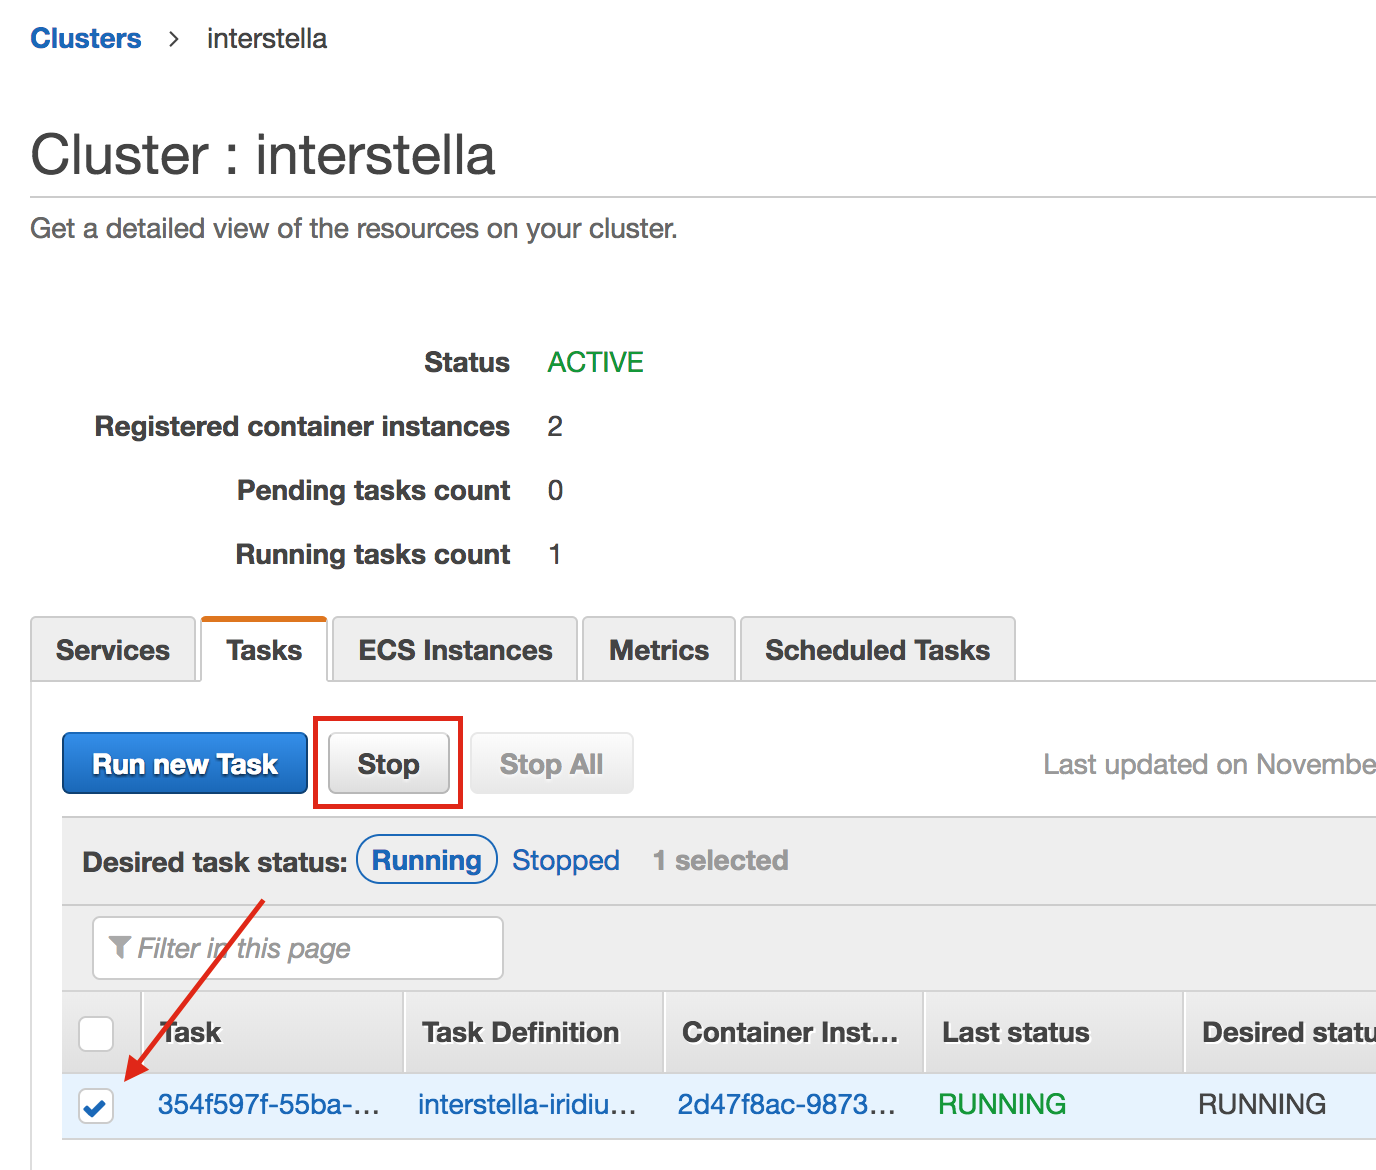 Clusters > interstella
Cluster : interstella
Get a detailed view of the resources on your cluster.
Status ACTIVE
Registered container instances 2
Pending tasks count 0
Running tasks count 1
Services Tasks ECS Instances Metrics Scheduled Tasks
Run new Task Stop Stop All Last updated on Novembe
Desired task status: Running Stopped 1 selected
Filter in this page
Task Task Definition Container Inst... Last status Desired statu
354f597f-55ba-... interstella-iridiu... 2d47f8ac-9873... RUNNING RUNNING